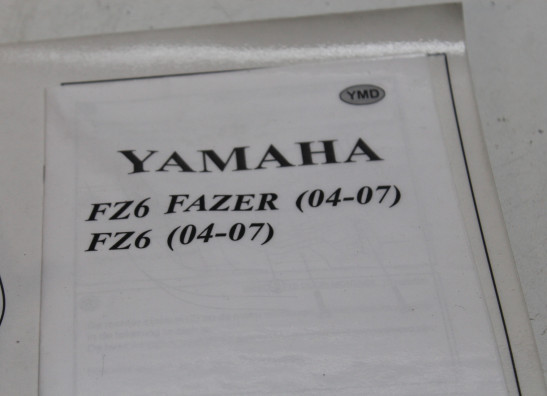 YMD
YAMAHA
FZ6 FAZER (04-07)
FZ6 (04-07)